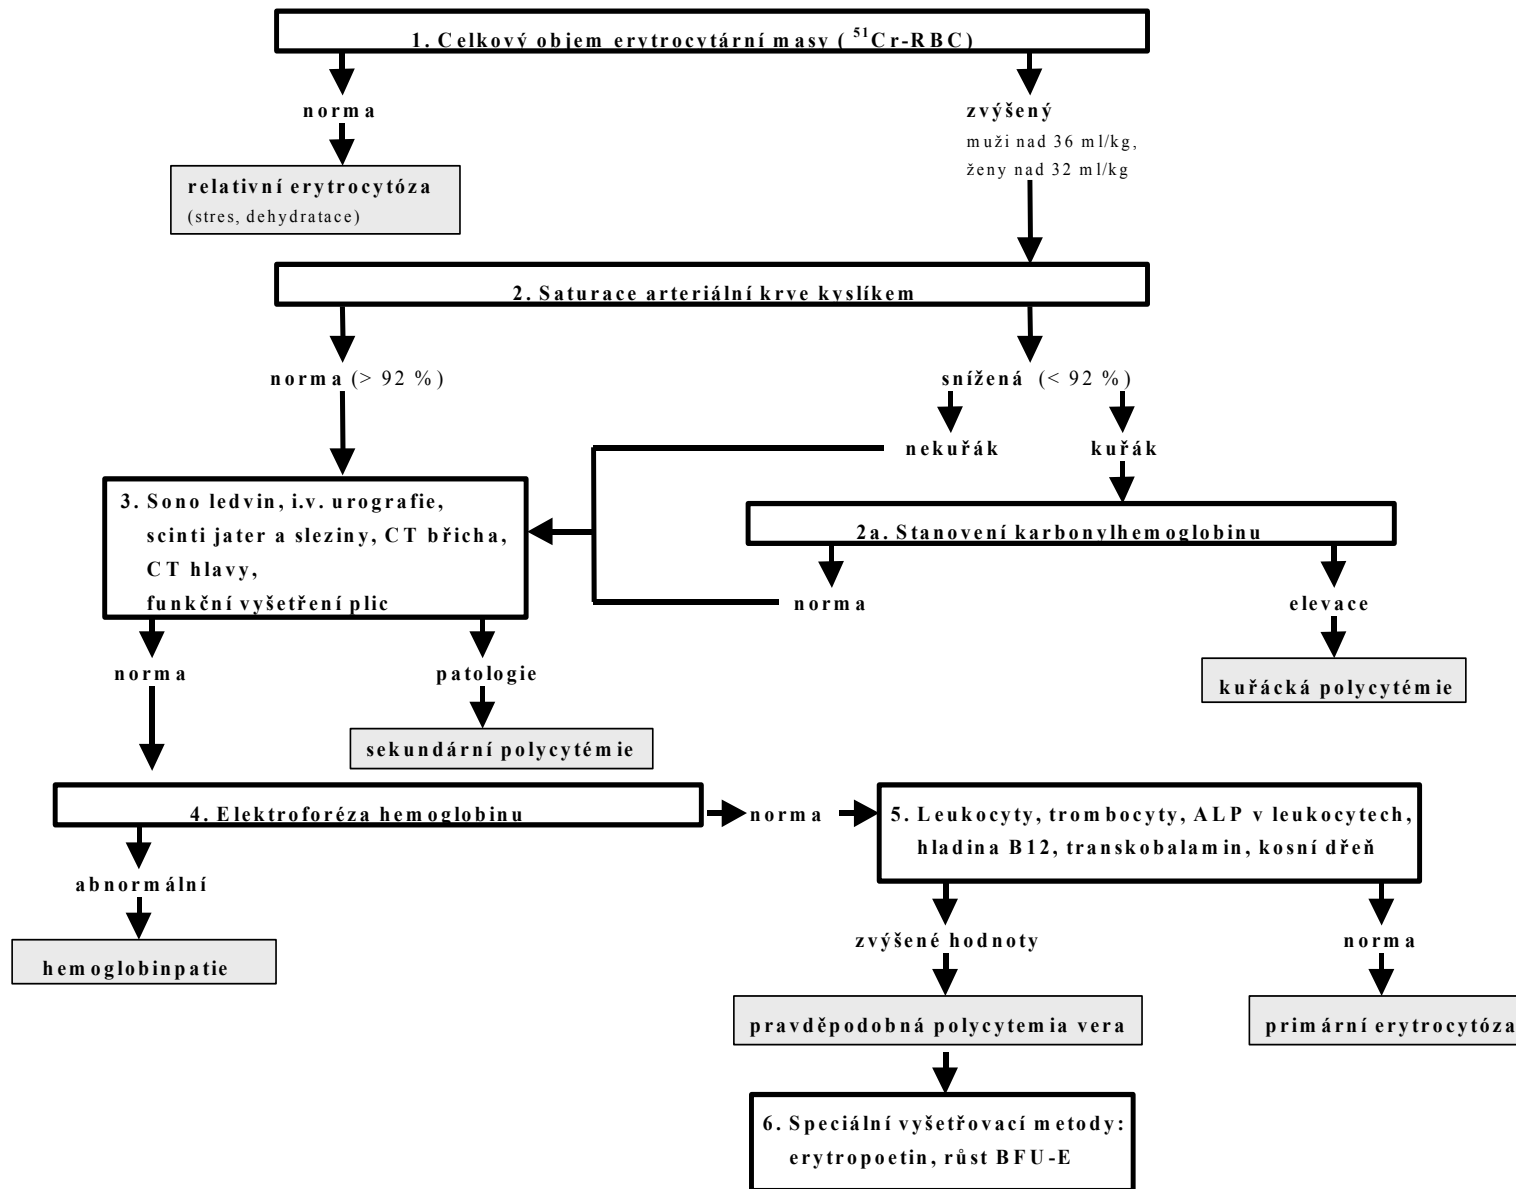 1. Celkový objem erytrocytární masy ( ⁵¹Cr-RBC)
norma
zvýšený
muži nad 36 ml/kg,
ženy nad 32 ml/kg
relativní erytrocytóza
(stres, dehydratace)
2. Saturace arteriální krve kyslíkem
norma (> 92 %)
snížená (< 92 %)
nekuřák
kuřák
3. Sono ledvin, i.v. urografie,
scinti jater a sleziny, CT břicha,
CT hlavy,
funkční vyšetření plic
2a. Stanovení karbonylhemoglobinu
norma
elevace
norma
patologie
kuřácká polycytémie
sekundární polycytémie
4. Elektroforéza hemoglobinu
norma
5. Leukocyty, trombocyty, ALP v leukocytech,
hladina B12, transkobalamin, kosní dřeň
abnormální
zvýšené hodnoty
norma
hemoglobinpatie
pravděpodobná polycytemia vera
primární erytrocytóza
6. Speciální vyšetřovací metody:
erytropoetin, růst BFU-E